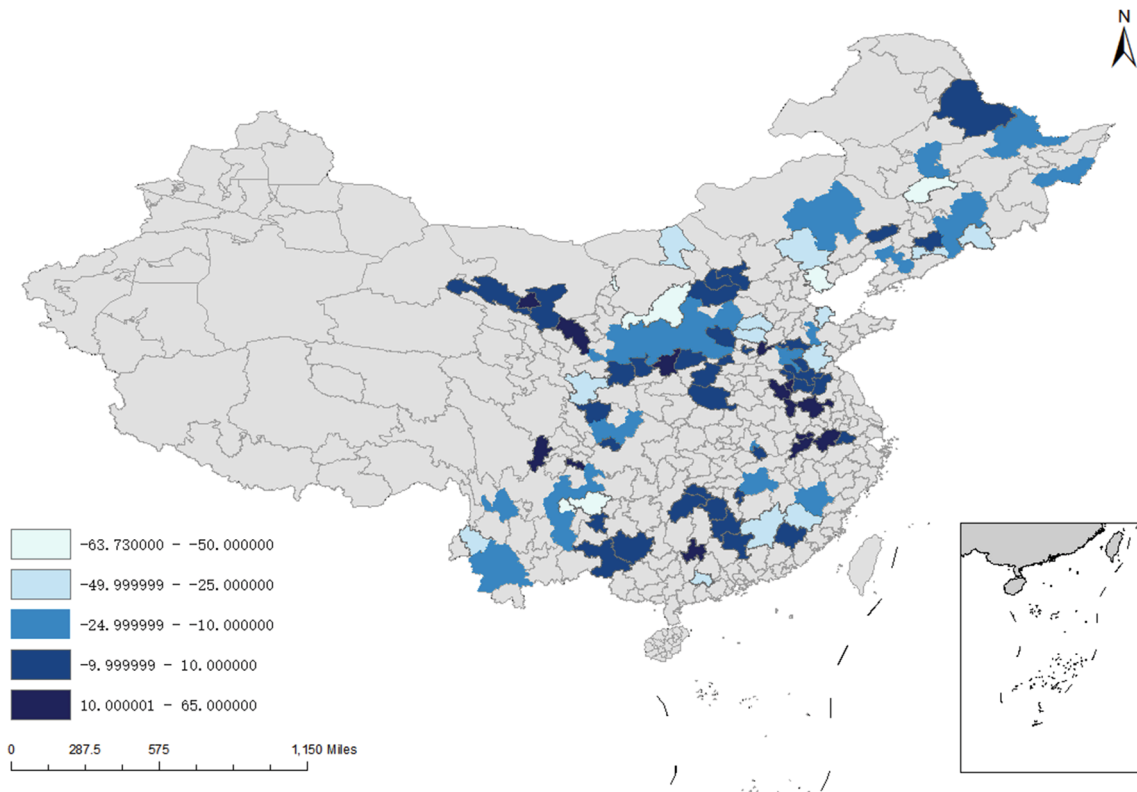 N
-63.730000 - -50.000000
-49.999999 - -25.000000
-24.999999 - -10.000000
-9.999999 - 10.000000
10.000001 - 65.000000
0 287.5 575 1,150 Miles